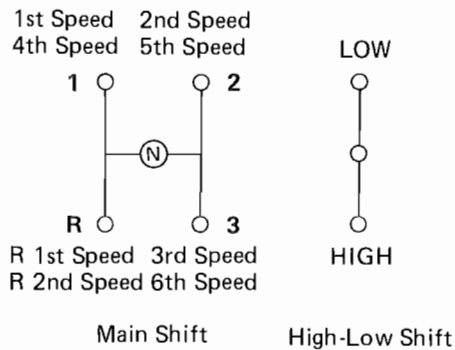 1st Speed 2nd Speed
4th Speed 5th Speed
LOW
1 2
N
R 3
R 1st Speed 3rd Speed
HIGH
R 2nd Speed 6th Speed
Main Shift
High-Low Shift